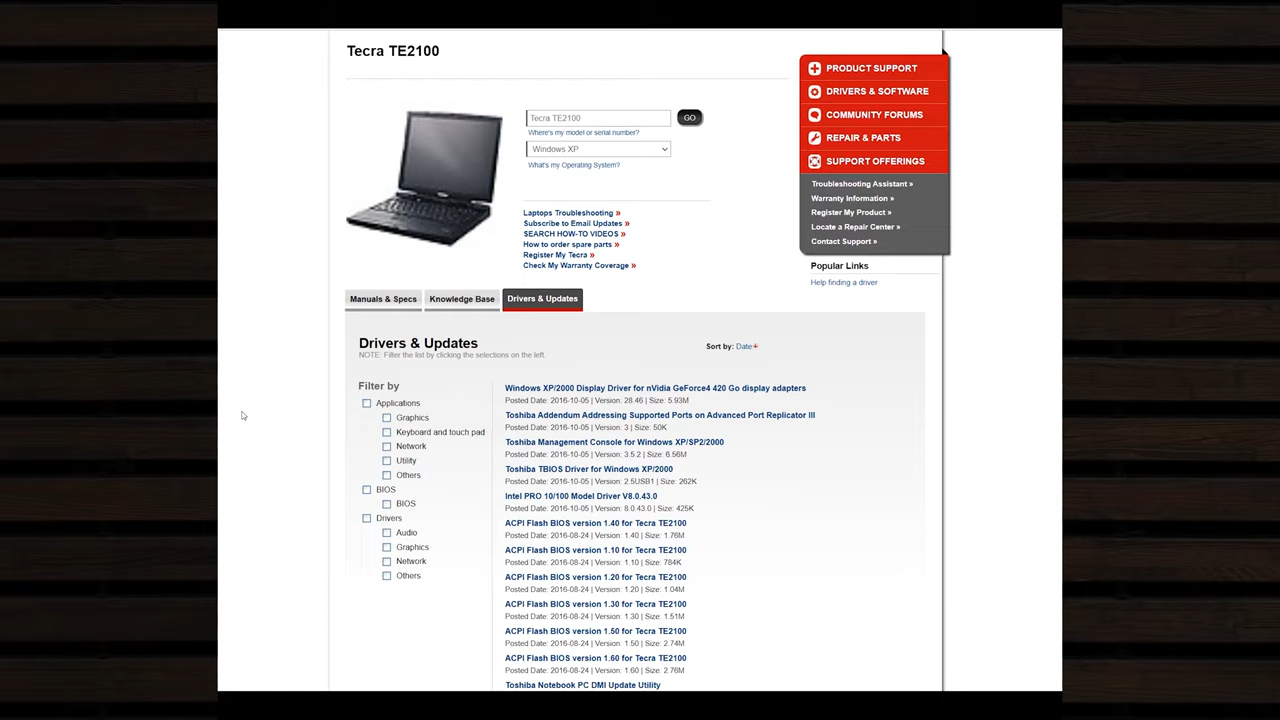 Tecra TE2100
PRODUCT SUPPORT
DRIVERS & SOFTWARE
COMMUNITY FORUMS
REPAIR & PARTS
SUPPORT OFFERINGS
Troubleshooting Assistant »
Warranty Information »
Register My Product »
Locate a Repair Center »
Contact Support »
Popular Links
Help finding a driver
Tecra TE2100
GO
Where's my model or serial number?
Windows XP
What's my Operating System?
Laptops Troubleshooting »
Subscribe to Email Updates »
SEARCH HOW-TO VIDEOS »
How to order spare parts »
Register My Tecra »
Check My Warranty Coverage »
Manuals & Specs
Knowledge Base
Drivers & Updates
Drivers & Updates
NOTE: Filter the list by clicking the selections on the left.
Sort by: Date+
Filter by
Applications
Graphics
Keyboard and touch pad
Network
Utility
Others
BIOS
BIOS
Drivers
Audio
Graphics
Network
Others
Windows XP/2000 Display Driver for nVidia GeForce4 420 Go display adapters
Posted Date: 2016-10-05 | Version: 28.46 | Size: 5.93M
Toshiba Addendum Addressing Supported Ports on Advanced Port Replicator III
Posted Date: 2016-10-05 | Version: 3 | Size: 50K
Toshiba Management Console for Windows XP/SP2/2000
Posted Date: 2016-10-05 | Version: 3.5.2 | Size: 6.56M
Toshiba TBIOS Driver for Windows XP/2000
Posted Date: 2016-10-05 | Version: 2.5USB1 | Size: 262K
Intel PRO 10/100 Model Driver V8.0.43.0
Posted Date: 2016-10-05 | Version: 8.0.43.0 | Size: 425K
ACPI Flash BIOS version 1.40 for Tecra TE2100
Posted Date: 2016-08-24 | Version: 1.40 | Size: 1.76M
ACPI Flash BIOS version 1.10 for Tecra TE2100
Posted Date: 2016-08-24 | Version: 1.10 | Size: 784K
ACPI Flash BIOS version 1.20 for Tecra TE2100
Posted Date: 2016-08-24 | Version: 1.20 | Size: 1.04M
ACPI Flash BIOS version 1.30 for Tecra TE2100
Posted Date: 2016-08-24 | Version: 1.30 | Size: 1.51M
ACPI Flash BIOS version 1.50 for Tecra TE2100
Posted Date: 2016-08-24 | Version: 1.50 | Size: 2.74M
ACPI Flash BIOS version 1.60 for Tecra TE2100
Posted Date: 2016-08-24 | Version: 1.60 | Size: 2.76M
Toshiba Notebook PC DMI Update Utility